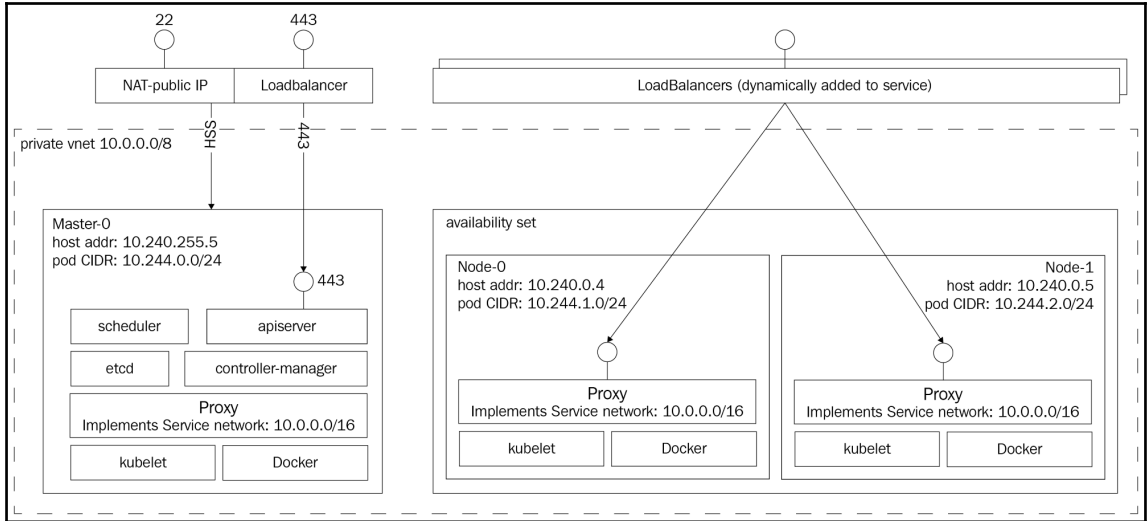 22
443
NAT-public IP
Loadbalancer
LoadBalancers (dynamically added to service)
SSH
443
private vnet 10.0.0.0/8
Master-0
host addr: 10.240.255.5
pod CIDR: 10.244.0.0/24
443
scheduler
apiserver
etcd
controller-manager
Proxy
Implements Service network: 10.0.0.0/16
kubelet
Docker
availability set
Node-0
host addr: 10.240.0.4
pod CIDR: 10.244.1.0/24
Proxy
Implements Service network: 10.0.0.0/16
kubelet
Docker
Node-1
host addr: 10.240.0.5
pod CIDR: 10.244.2.0/24
Proxy
Implements Service network: 10.0.0.0/16
kubelet
Docker